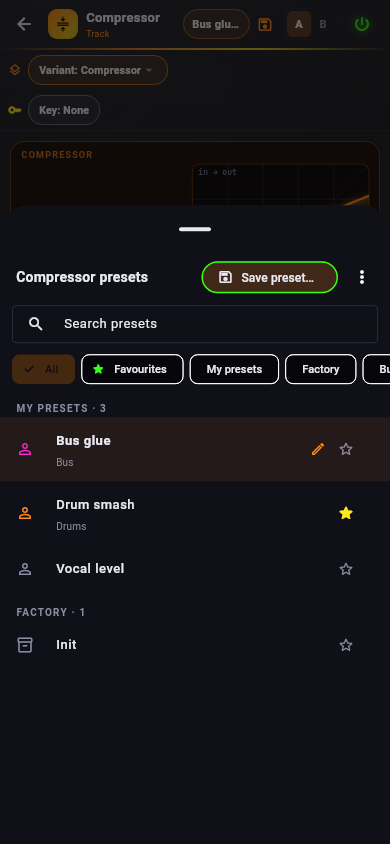 Compressor
Track
Bus glu...
A
B
Variant: Compressor
Key: None
COMPRESSOR
in → out
Compressor presets
Save preset...
Search presets
All
Favourites
My presets
Factory
Bu
MY PRESETS · 3
Bus glue
Bus
Drum smash
Drums
Vocal level
FACTORY · 1
Init